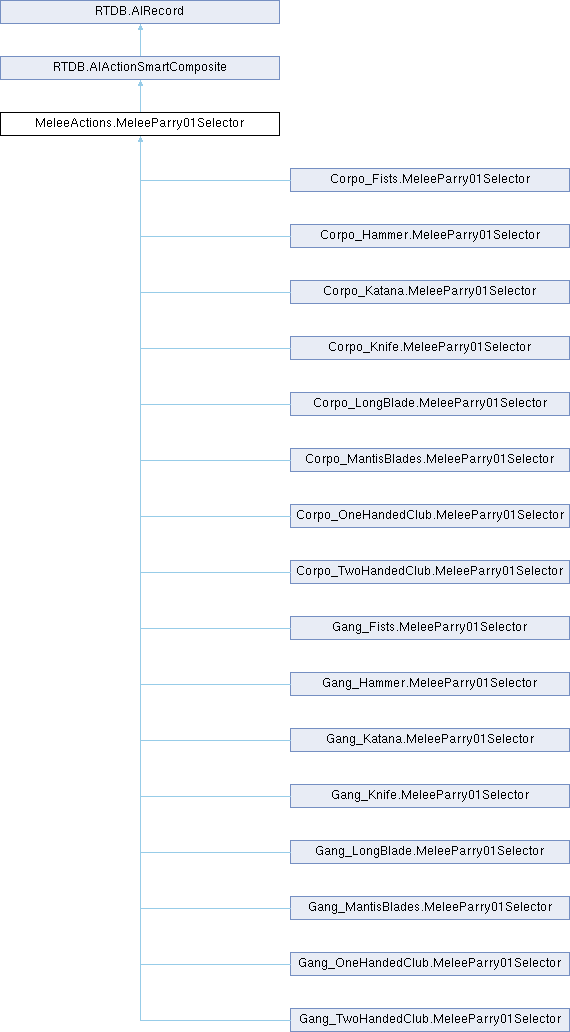 RTDB.AIRecord
RTDB.AIActionSmartComposite
MeleeActions.MeleeParry01Selector
Corpo_Fists.MeleeParry01Selector
Corpo_Hammer.MeleeParry01Selector
Corpo_Katana.MeleeParry01Selector
Corpo_Knife.MeleeParry01Selector
Corpo_LongBlade.MeleeParry01Selector
Corpo_MantisBlades.MeleeParry01Selector
Corpo_OneHandedClub.MeleeParry01Selector
Corpo_TwoHandedClub.MeleeParry01Selector
Gang_Fists.MeleeParry01Selector
Gang_Hammer.MeleeParry01Selector
Gang_Katana.MeleeParry01Selector
Gang_Knife.MeleeParry01Selector
Gang_LongBlade.MeleeParry01Selector
Gang_MantisBlades.MeleeParry01Selector
Gang_OneHandedClub.MeleeParry01Selector
Gang_TwoHandedClub.MeleeParry01Selector